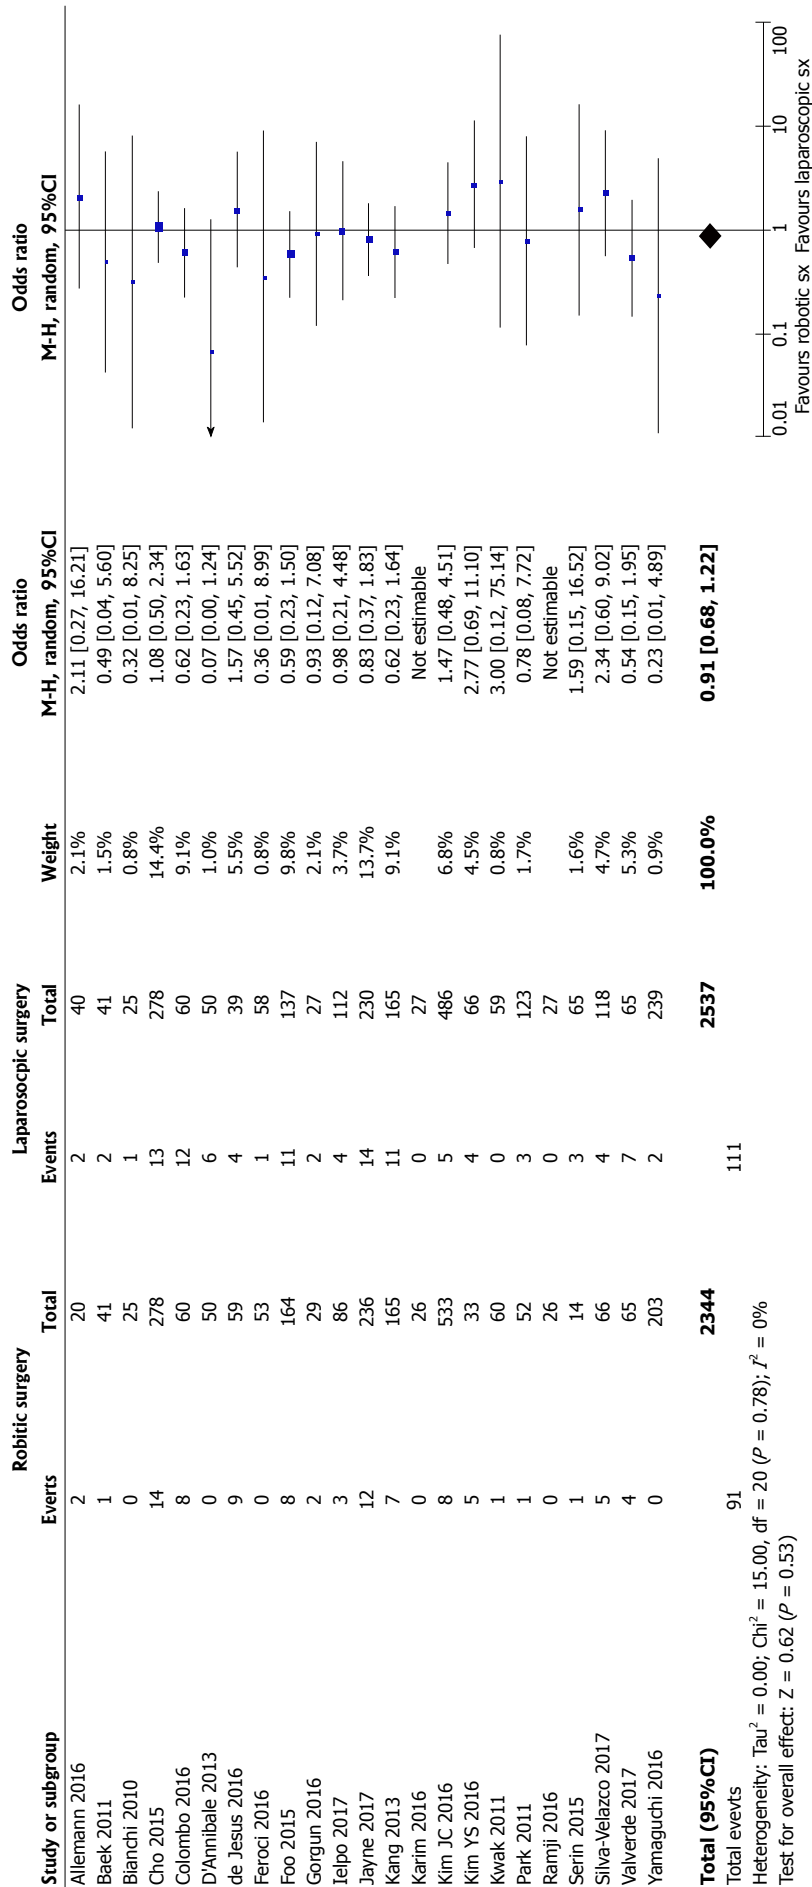 Robitic surgery Laparosocpic surgery Odds ratio Odds ratio
Study or subgroup Everts Total Events Total Weight M-H, random, 95%CI M-H, random, 95%CI
Allemann 2016 2 20 2 40 2.1% 2.11 [0.27, 16.21]
Baek 2011 1 41 2 41 1.5% 0.49 [0.04, 5.60]
Bianchi 2010 0 25 1 25 0.8% 0.32 [0.01, 8.25]
Cho 2015 14 278 13 278 14.4% 1.08 [0.50, 2.34]
Colombo 2016 8 60 12 60 9.1% 0.62 [0.23, 1.63]
D'Annibale 2013 0 50 6 50 1.0% 0.07 [0.00, 1.24]
de Jesus 2016 9 59 4 39 5.5% 1.57 [0.45, 5.52]
Feroci 2016 0 53 1 58 0.8% 0.36 [0.01, 8.99]
Foo 2015 8 164 11 137 9.8% 0.59 [0.23, 1.50]
Gorgun 2016 2 29 2 27 2.1% 0.93 [0.12, 7.08]
Ielpo 2017 3 86 4 112 3.7% 0.98 [0.21, 4.48]
Jayne 2017 12 236 14 230 13.7% 0.83 [0.37, 1.83]
Kang 2013 7 165 11 165 9.1% 0.62 [0.23, 1.64]
Karim 2016 0 26 0 27 Not estimable
Kim JC 2016 8 533 5 486 6.8% 1.47 [0.48, 4.51]
Kim YS 2016 5 33 4 66 4.5% 2.77 [0.69, 11.10]
Kwak 2011 1 60 0 59 0.8% 3.00 [0.12, 75.14]
Park 2011 1 52 3 123 1.7% 0.78 [0.08, 7.72]
Ramji 2016 0 26 0 27 Not estimable
Serin 2015 1 14 3 65 1.6% 1.59 [0.15, 16.52]
Silva-Velazco 2017 5 66 4 118 4.7% 2.34 [0.60, 9.02]
Valverde 2017 4 65 7 65 5.3% 0.54 [0.15, 1.95]
Yamaguchi 2016 0 203 2 239 0.9% 0.23 [0.01, 4.89]
Total (95%CI) 2344 2537 100.0% 0.91 [0.68, 1.22]
Total evevts 91 111
Heterogeneity: Tau² = 0.00; Chi² = 15.00, df = 20 (P = 0.78); I² = 0%
Test for overall effect: Z = 0.62 (P = 0.53)
0.01 0.1 1 10 100
Favours robotic sx Favours laparoscopic sx